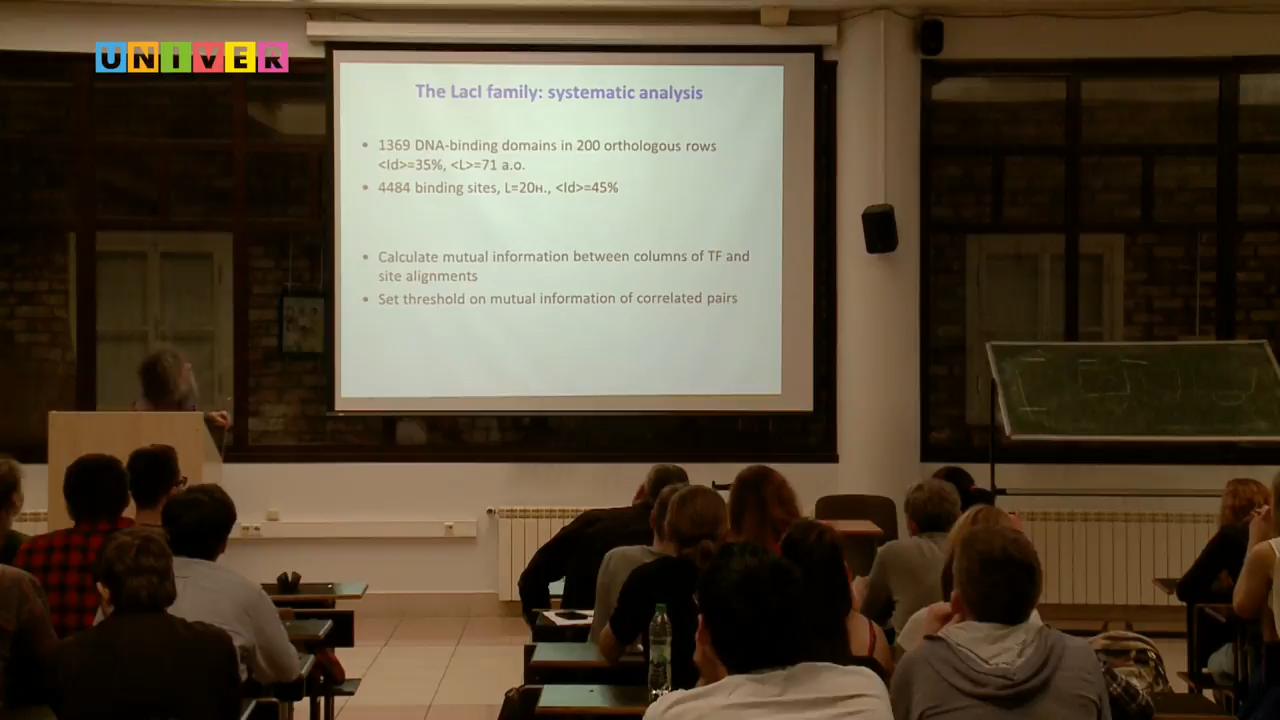 UNIVER
The LacI family: systematic analysis
• 1369 DNA-binding domains in 200 orthologous rows
<Id>=35%, <L>=71 a.o.
• 4484 binding sites, L=20н., <Id>=45%
• Calculate mutual information between columns of TF and
site alignments
• Set threshold on mutual information of correlated pairs